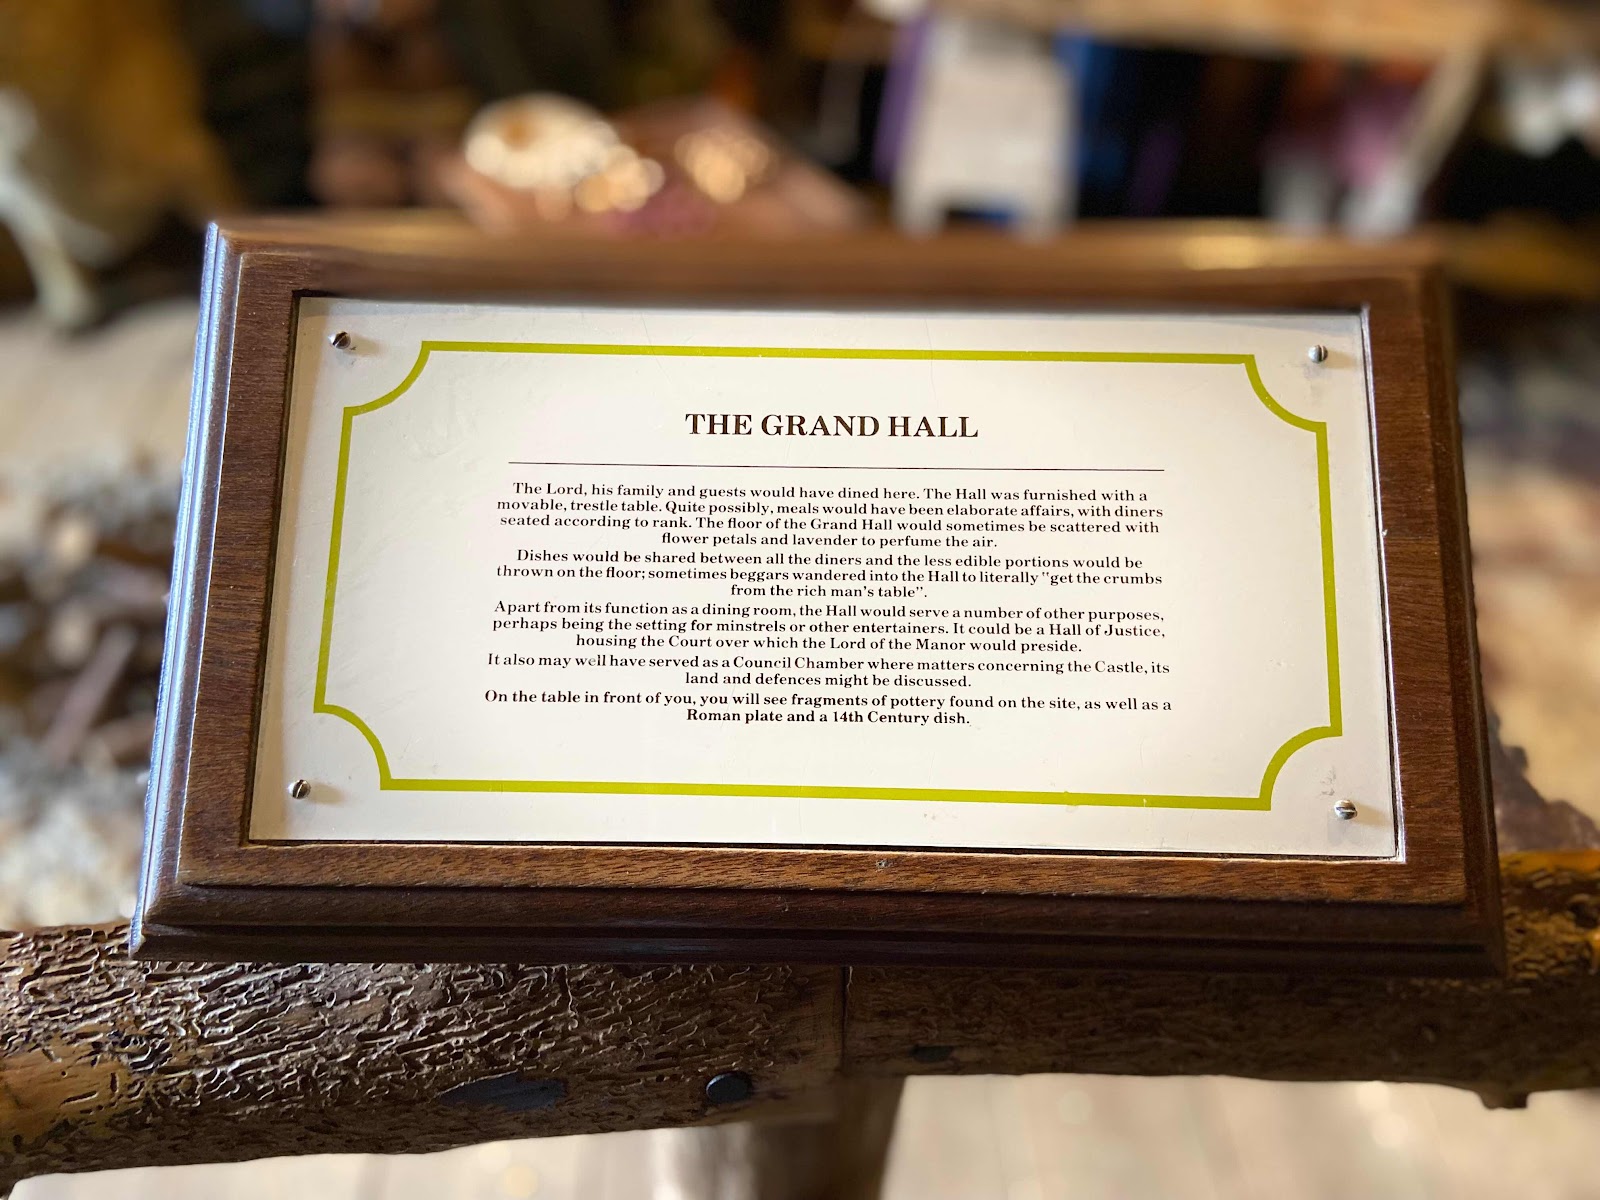 THE GRAND HALL
The Lord, his family and guests would have dined here. The Hall was furnished with a
movable, trestle table. Quite possibly, meals would have been elaborate affairs, with diners
seated according to rank. The floor of the Grand Hall would sometimes be scattered with
flower petals and lavender to perfume the air.
Dishes would be shared between all the diners and the less edible portions would be
thrown on the floor; sometimes beggars wandered into the Hall to literally "get the crumbs
from the rich man's table".
Apart from its function as a dining room, the Hall would serve a number of other purposes,
perhaps being the setting for minstrels or other entertainers. It could be a Hall of Justice,
housing the Court over which the Lord of the Manor would preside.
It also may well have served as a Council Chamber where matters concerning the Castle, its
land and defences might be discussed.
On the table in front of you, you will see fragments of pottery found on the site, as well as a
Roman plate and a 14th Century dish.